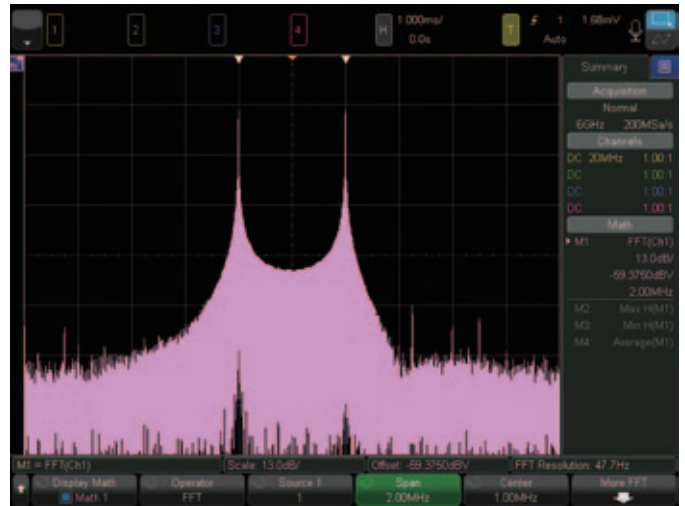 1 2 3 4 H 1.000ms/ 0.0s T 1 1.68mV Auto
Summary
Acquisition
Normal
6GHz 200MSa/s
Channels
DC 20MHz 1.00:1
DC 1.00:1
DC 1.00:1
DC 1.00:1
Math
M1: FFT(Ch1)
13.0dB/
-59.3750dBV
2.00MHz
M2: Max H(M1)
M3: Min H(M1)
M4: Average(M1)
M1 = FFT(Ch1) Scale: 13.0dB/ Offset: -59.3750dBV FFT Resolution: 47.7Hz
Display Math Operator Source 1 Span Center More FFT
Math 1 FFT 1 2.00MHz 1.00MHz